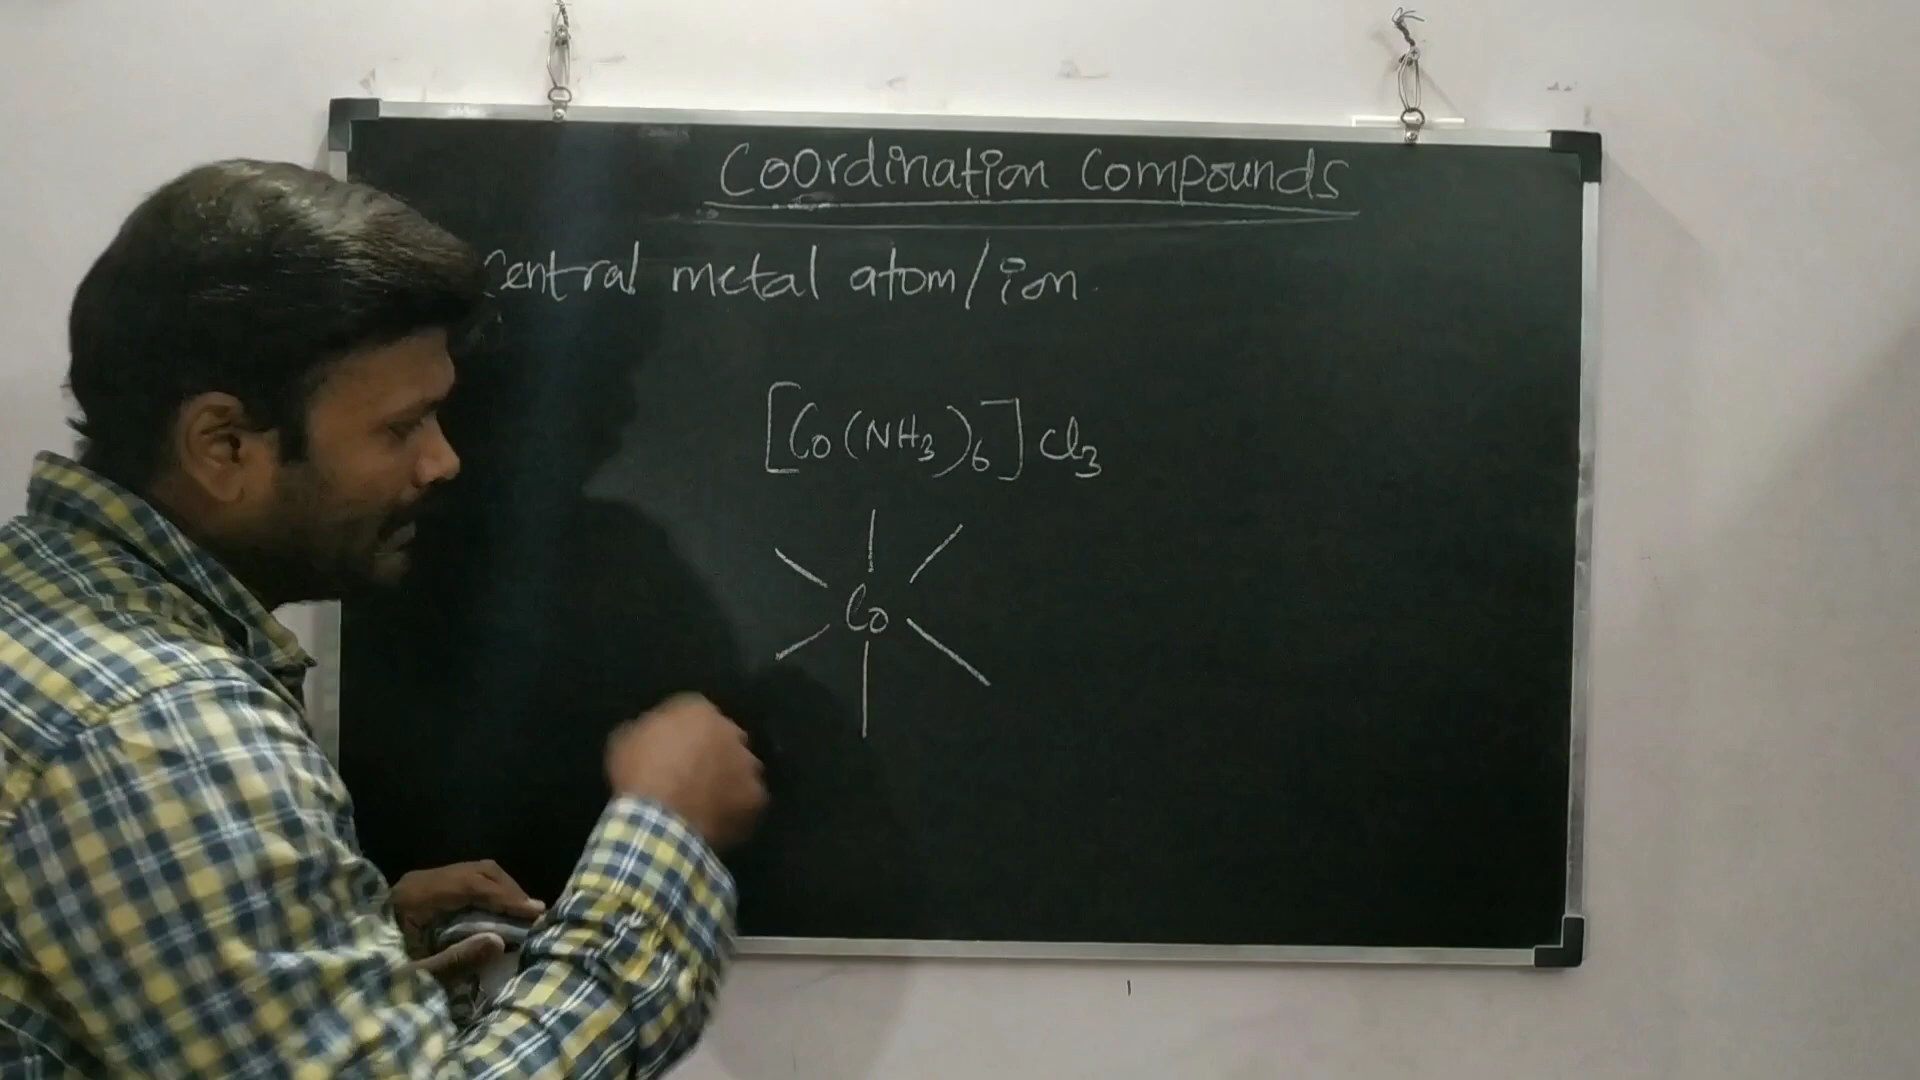 Coordination Compounds
Central metal atom/ion.
[Co(NH₃)₆]Cl₃
Co